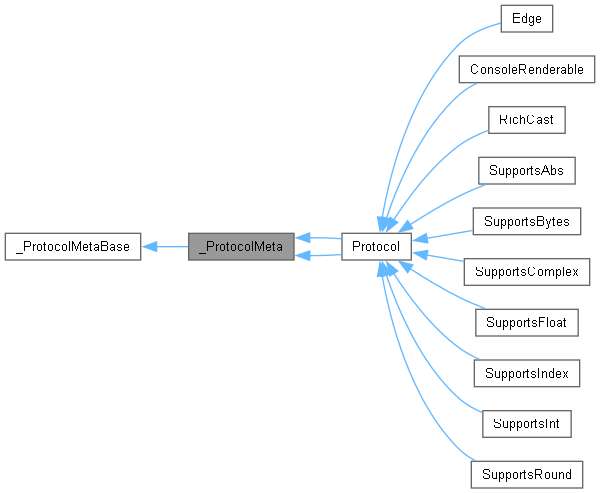 Edge
ConsoleRenderable
RichCast
SupportsAbs
SupportsBytes
_ProtocolMetaBase
_ProtocolMeta
Protocol
SupportsComplex
SupportsFloat
SupportsIndex
SupportsInt
SupportsRound